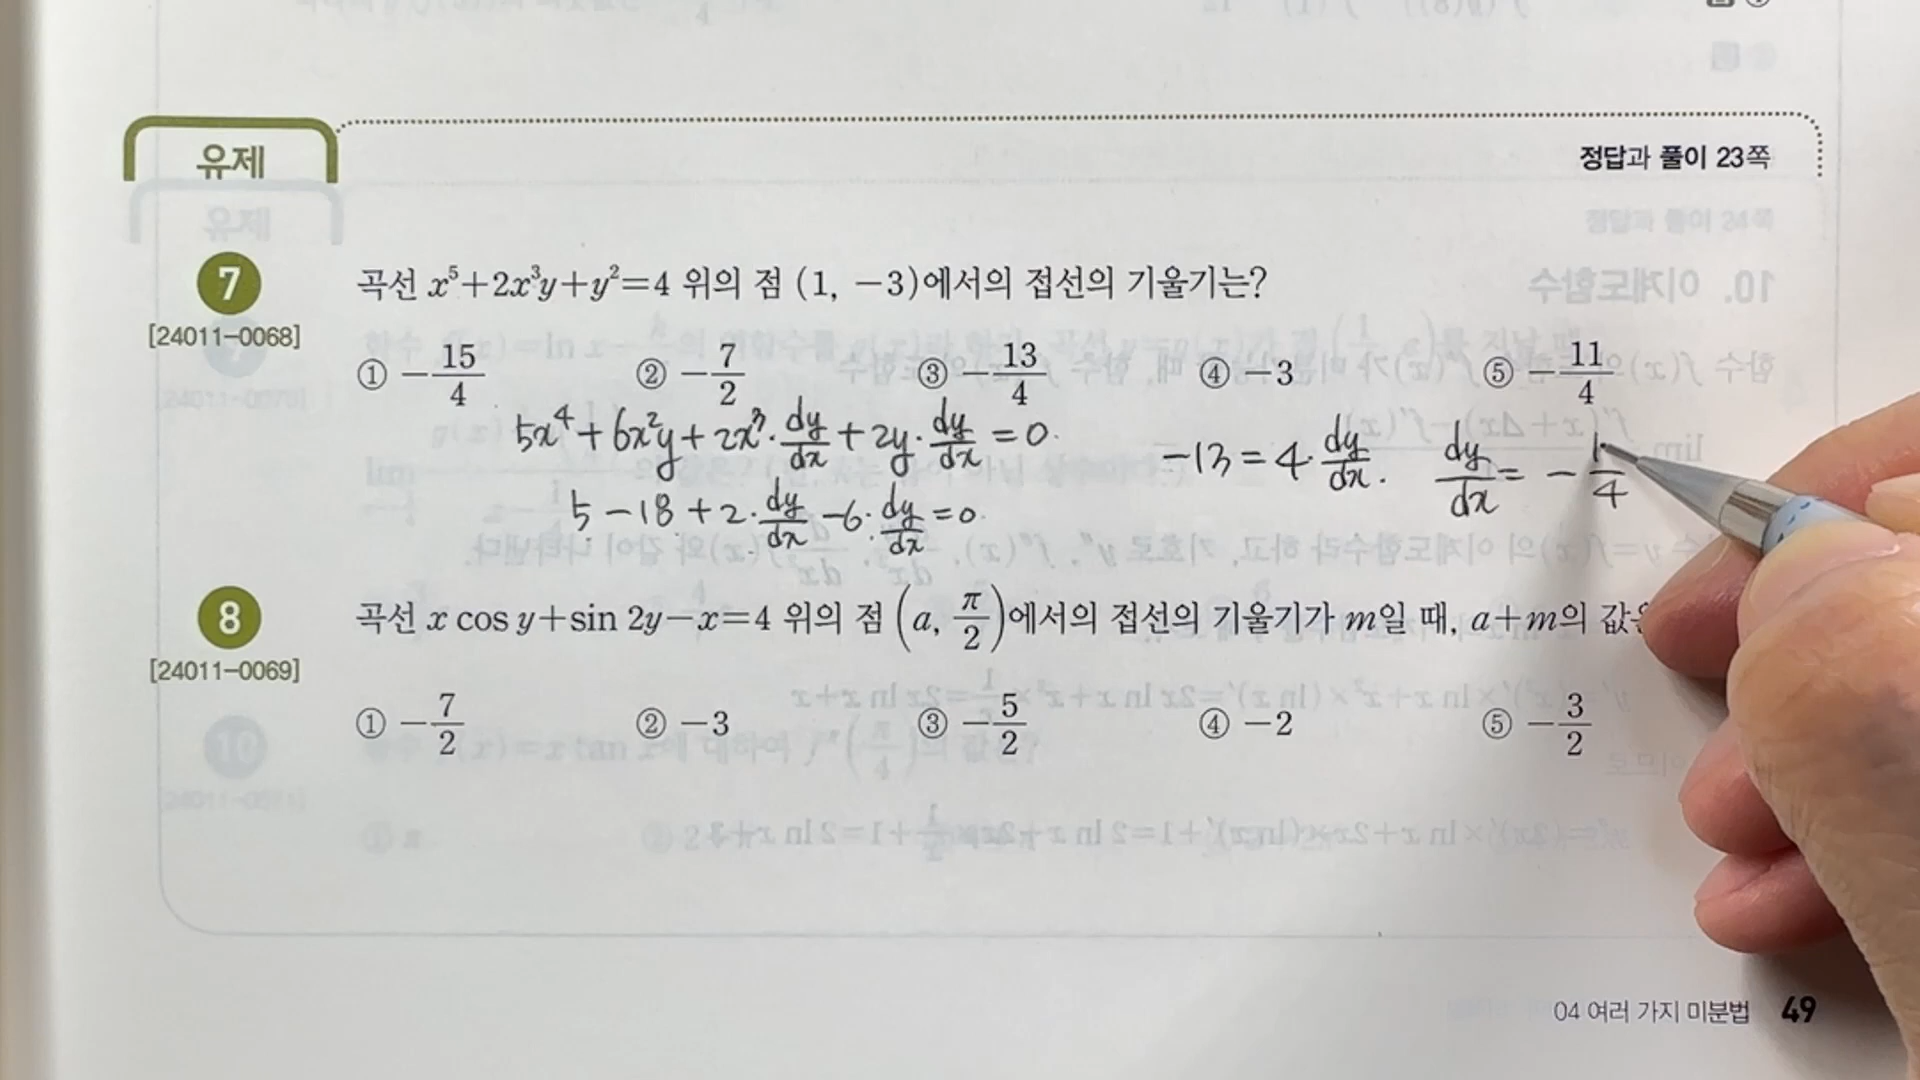 유제
정답과 풀이 23쪽
7
[24011-0068]
곡선 x⁵+2x³y+y²=4 위의 점 (1, -3)에서의 접선의 기울기는?
① -15/4 ② -7/2 ③ -13/4 ④ -3 ⑤ -11/4
5x⁴+6x²y+2x³·dy/dx+2y·dy/dx=0.
5-18+2·dy/dx-6·dy/dx=0.
-13=4·dy/dx. dy/dx= - /4
8
[24011-0069]
곡선 x cos y+sin 2y-x=4 위의 점 (a, π/2)에서의 접선의 기울기가 m일 때, a+m의
① -7/2 ② -3 ③ -5/2 ④ -2 ⑤ -3/2
04 여러 가지 미분법 49